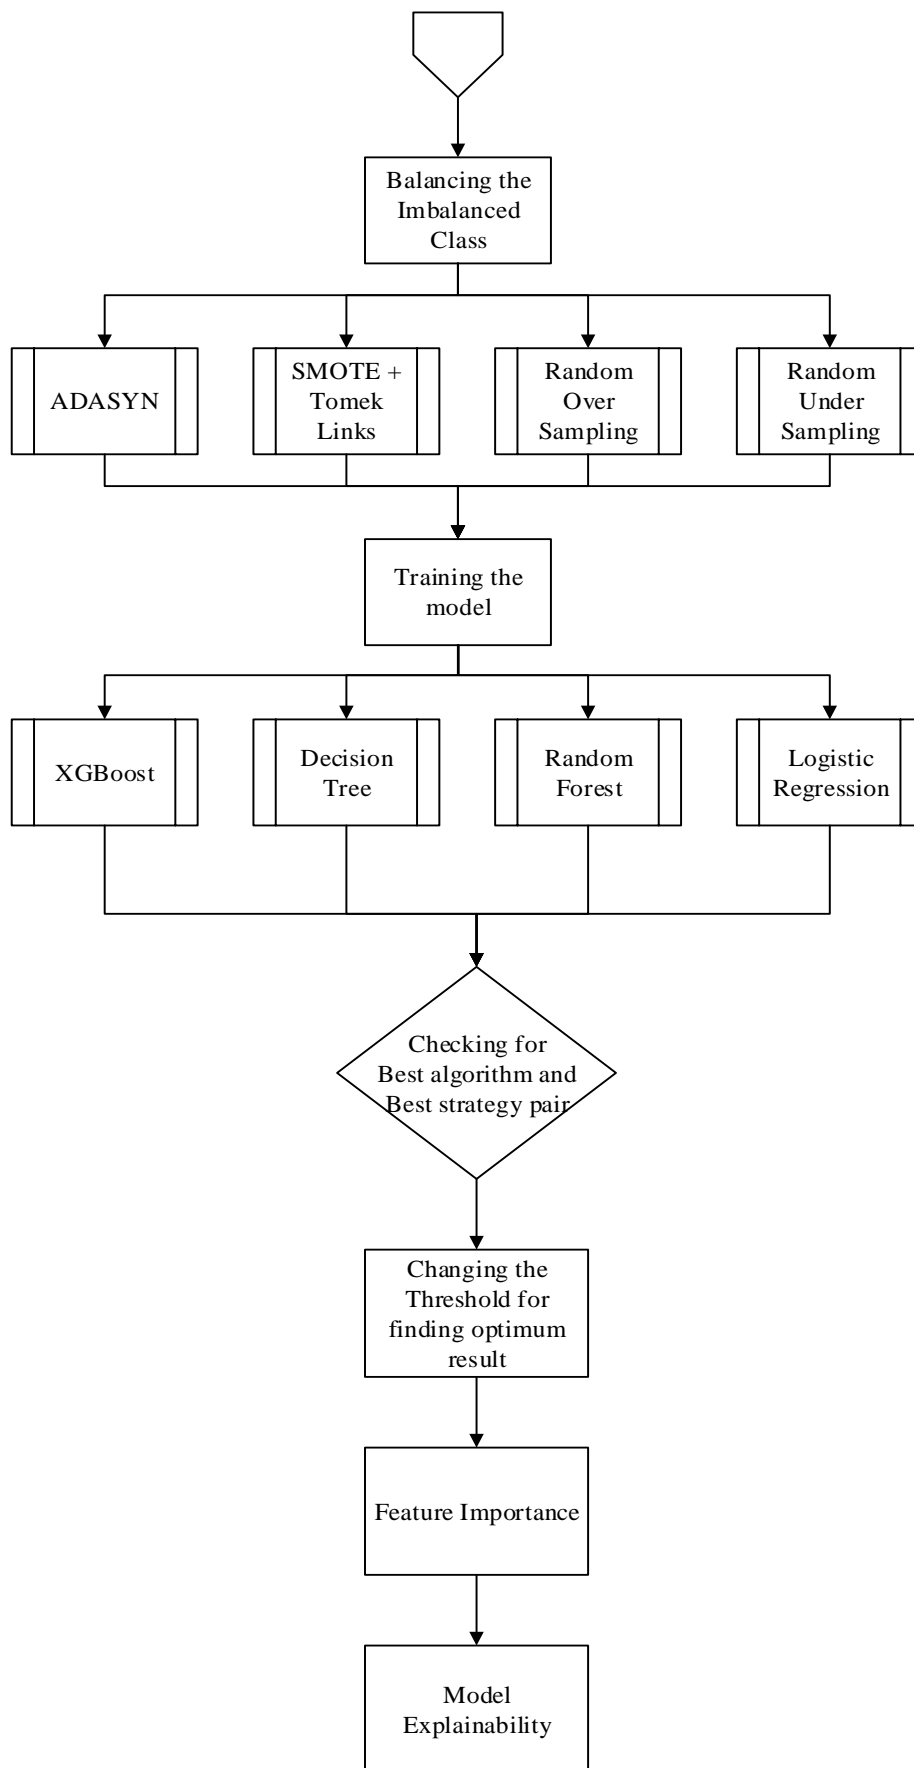 Balancing the
Imbalanced
Class
ADASYN
SMOTE +
Tomek
Links
Random
Over
Sampling
Random
Under
Sampling
Training the
model
XGBoost
Decision
Tree
Random
Forest
Logistic
Regression
Checking for
Best algorithm and
Best strategy pair
Changing the
Threshold for
finding optimum
result
Feature Importance
Model
Explainability